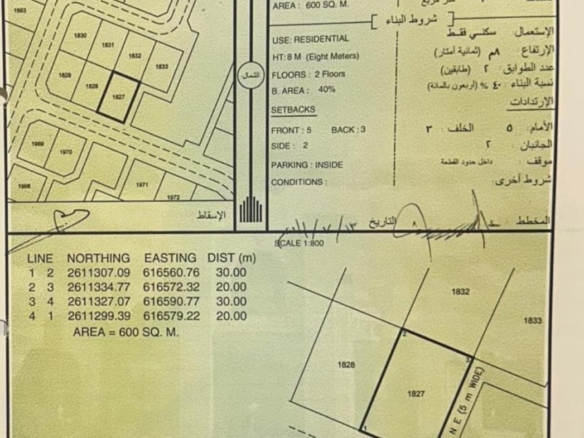 AREA : 600 SQ. M.
شروط البناء
USE: RESIDENTIAL
الإستعمال : سكني فقط
HT: 8 M (Eight Meters)
الإرتفاع : ٨م (ثمانية أمتار)
FLOORS : 2 Floors
عدد الطوابق : ٢ (طابقين)
B. AREA : 40%
نسبة البناء : ٤٠ % (أربعون بالمائة)
SETBACKS
الإرتدادات
FRONT : 5 BACK : 3
الأمام : ٥ الخلف : ٣
SIDE : 2
الجانبان : ٢
PARKING : INSIDE
موقف : داخل حدود القطعة
CONDITIONS :
شروط أخرى:
الشمال
1830
1831
1832
1833
1829
1828
1827
1969
1970
1971
1972
الإسقاط
التاريخ
المخطط :
SCALE 1:800
LINE NORTHING EASTING DIST (m)
1 2 2611307.09 616560.76 30.00
2 3 2611334.77 616572.32 20.00
3 4 2611327.07 616590.77 30.00
4 1 2611299.39 616579.22 20.00
AREA = 600 SQ. M.
1832
1833
1828
1827
2
3
1
N E (5 m WIDE)